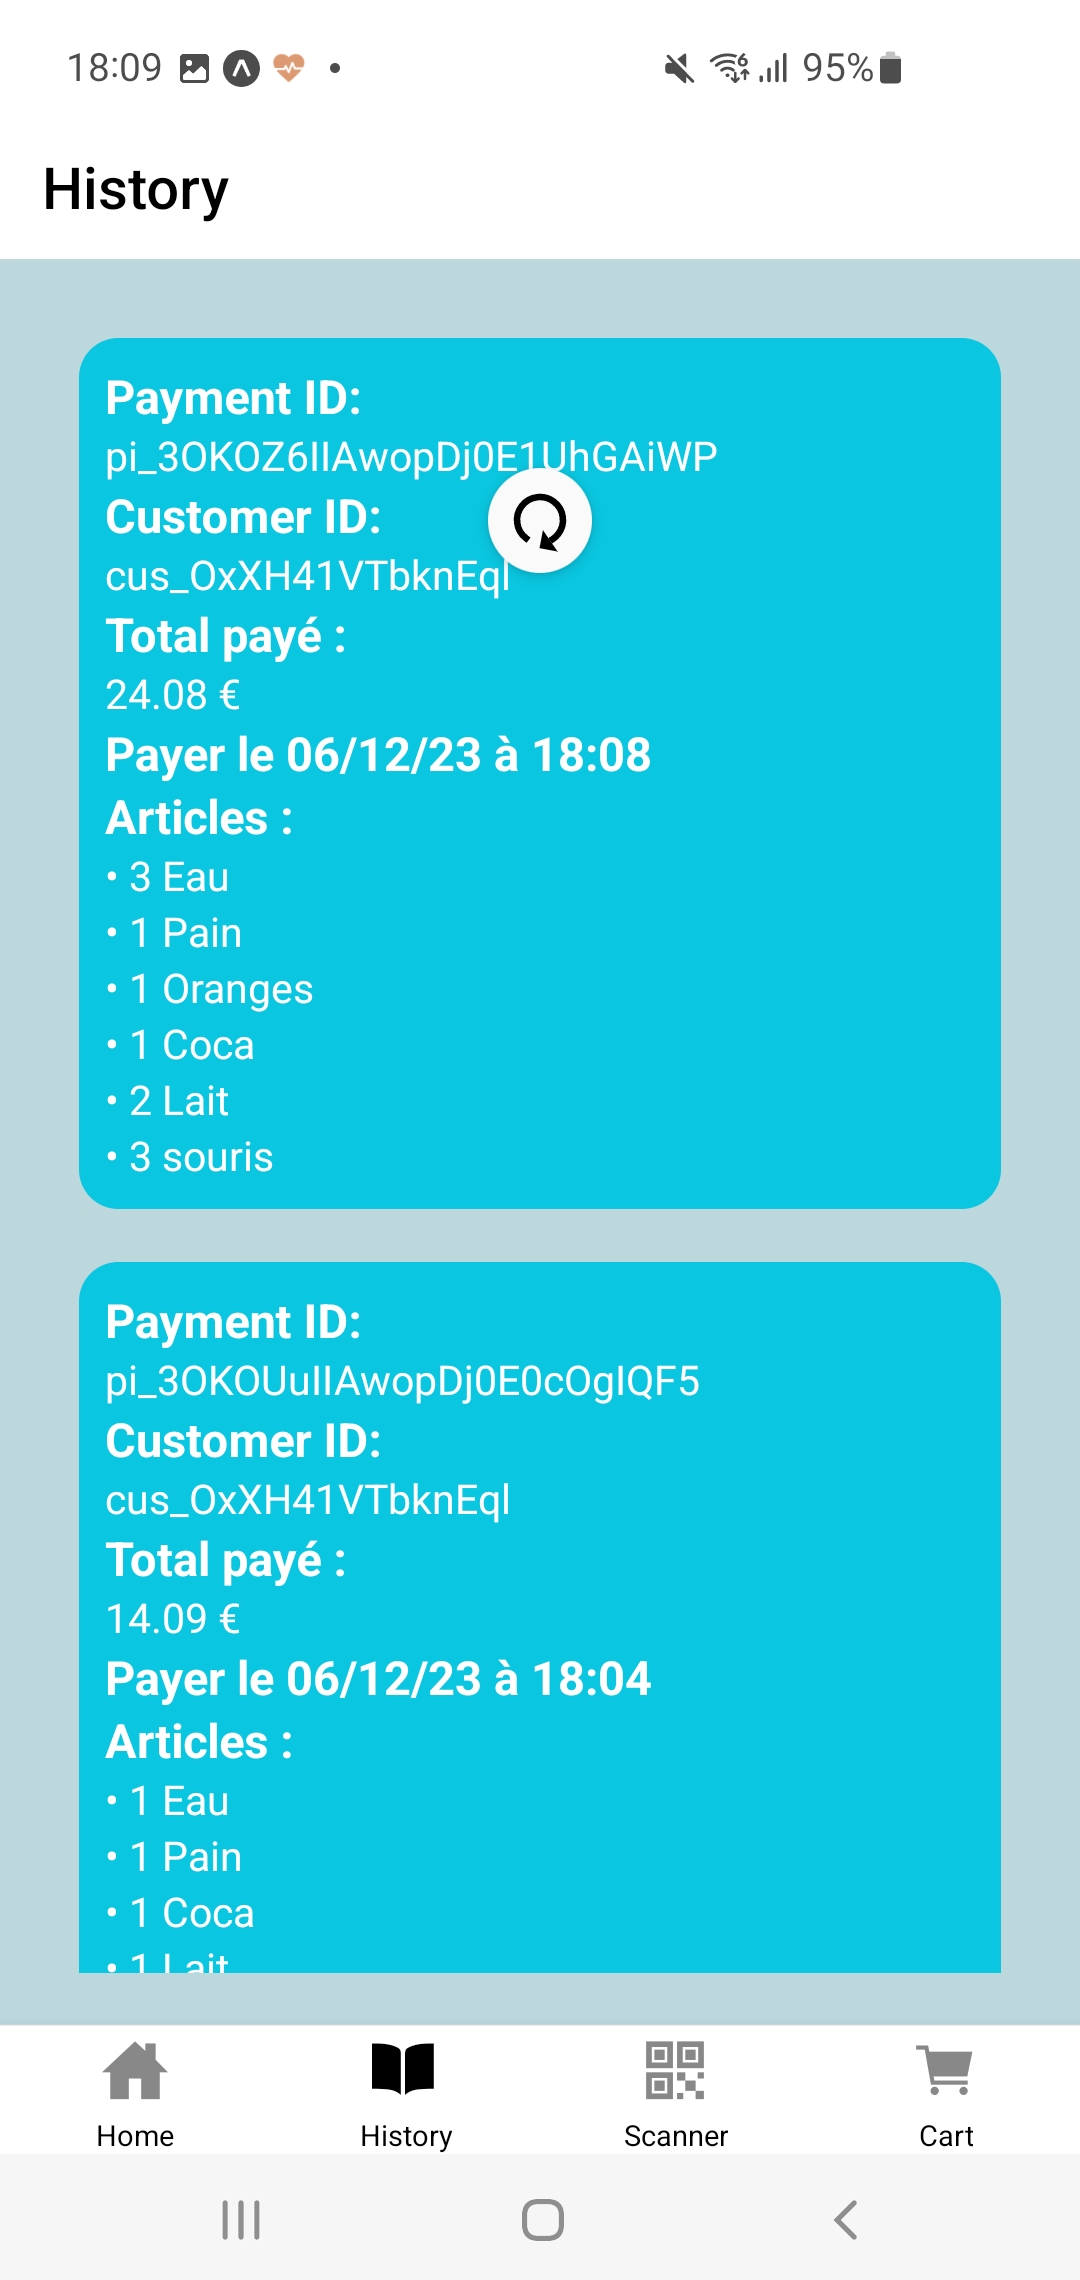 18:09
95%
History
Payment ID:
pi_3OKOZ6IIAwopDj0E1UhGAiWP
Customer ID:
cus_OxXH41VTbknEql
Total payé :
24.08 €
Payer le 06/12/23 à 18:08
Articles :
• 3 Eau
• 1 Pain
• 1 Oranges
• 1 Coca
• 2 Lait
• 3 souris
Payment ID:
pi_3OKOUuIIAwopDj0E0cOgIQF5
Customer ID:
cus_OxXH41VTbknEql
Total payé :
14.09 €
Payer le 06/12/23 à 18:04
Articles :
• 1 Eau
• 1 Pain
• 1 Coca
• 1 Lait
Home
History
Scanner
Cart